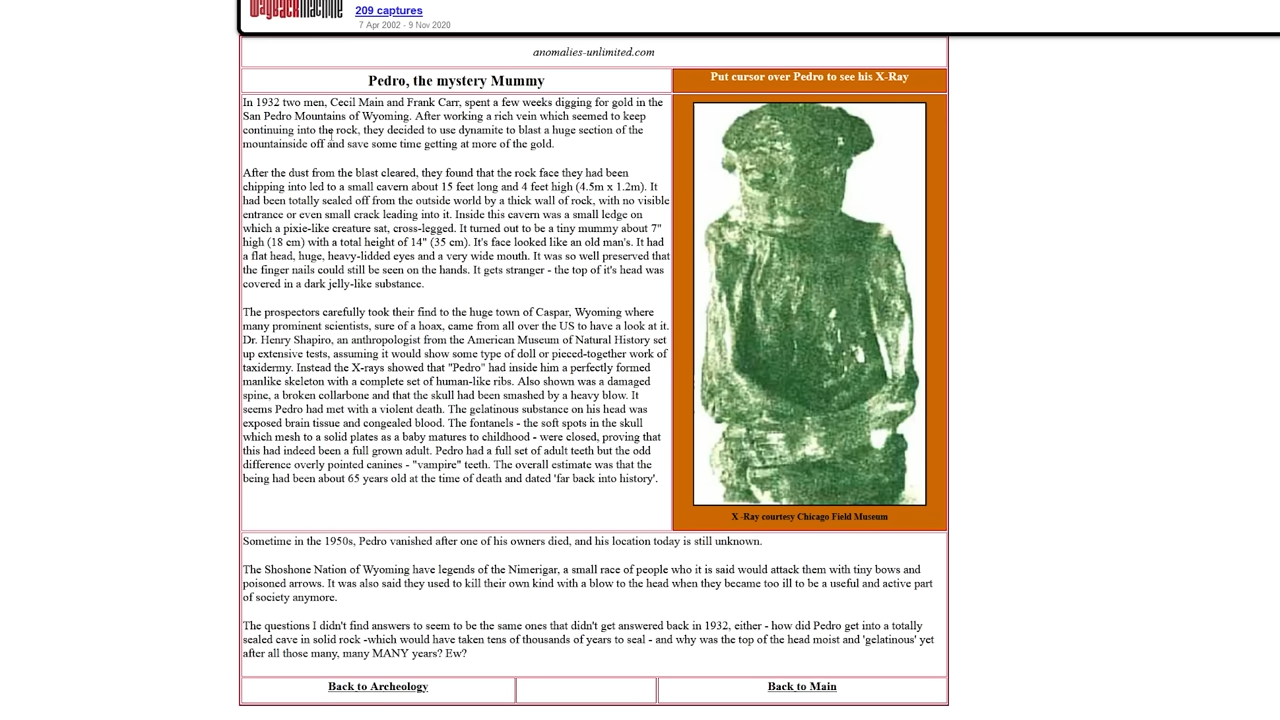 WayBackMachine
209 captures
7 Apr 2002 - 9 Nov 2020
anomalies-unlimited.com
Pedro, the mystery Mummy
Put cursor over Pedro to see his X-Ray
In 1932 two men, Cecil Main and Frank Carr, spent a few weeks digging for gold in the
San Pedro Mountains of Wyoming. After working a rich vein which seemed to keep
continuing into the rock, they decided to use dynamite to blast a huge section of the
mountainside off and save some time getting at more of the gold.
After the dust from the blast cleared, they found that the rock face they had been
chipping into led to a small cavern about 15 feet long and 4 feet high (4.5m x 1.2m). It
had been totally sealed off from the outside world by a thick wall of rock, with no visible
entrance or even small crack leading into it. Inside this cavern was a small ledge on
which a pixie-like creature sat, cross-legged. It turned out to be a tiny mummy about 7"
high (18 cm) with a total height of 14" (35 cm). It's face looked like an old man's. It had
a flat head, huge, heavy-lidded eyes and a very wide mouth. It was so well preserved that
the finger nails could still be seen on the hands. It gets stranger - the top of it's head was
covered in a dark jelly-like substance.
The prospectors carefully took their find to the huge town of Caspar, Wyoming where
many prominent scientists, sure of a hoax, came from all over the US to have a look at it.
Dr. Henry Shapiro, an anthropologist from the American Museum of Natural History set
up extensive tests, assuming it would show some type of doll or pieced-together work of
taxidermy. Instead the X-rays showed that "Pedro" had inside him a perfectly formed
manlike skeleton with a complete set of human-like ribs. Also shown was a damaged
spine, a broken collarbone and that the skull had been smashed by a heavy blow. It
seems Pedro had met with a violent death. The gelatinous substance on his head was
exposed brain tissue and congealed blood. The fontanels - the soft spots in the skull
which mesh to a solid plates as a baby matures to childhood - were closed, proving that
this had indeed been a full grown adult. Pedro had a full set of adult teeth but the odd
difference overly pointed canines - "vampire" teeth. The overall estimate was that the
being had been about 65 years old at the time of death and dated 'far back into history'.
X -Ray courtesy Chicago Field Museum
Sometime in the 1950s, Pedro vanished after one of his owners died, and his location today is still unknown.
The Shoshone Nation of Wyoming have legends of the Nimerigar, a small race of people who it is said would attack them with tiny bows and
poisoned arrows. It was also said they used to kill their own kind with a blow to the head when they became too ill to be a useful and active part
of society anymore.
The questions I didn't find answers to seem to be the same ones that didn't get answered back in 1932, either - how did Pedro get into a totally
sealed cave in solid rock -which would have taken tens of thousands of years to seal - and why was the top of the head moist and 'gelatinous' yet
after all those many, many MANY years? Ew?
Back to Archeology
Back to Main